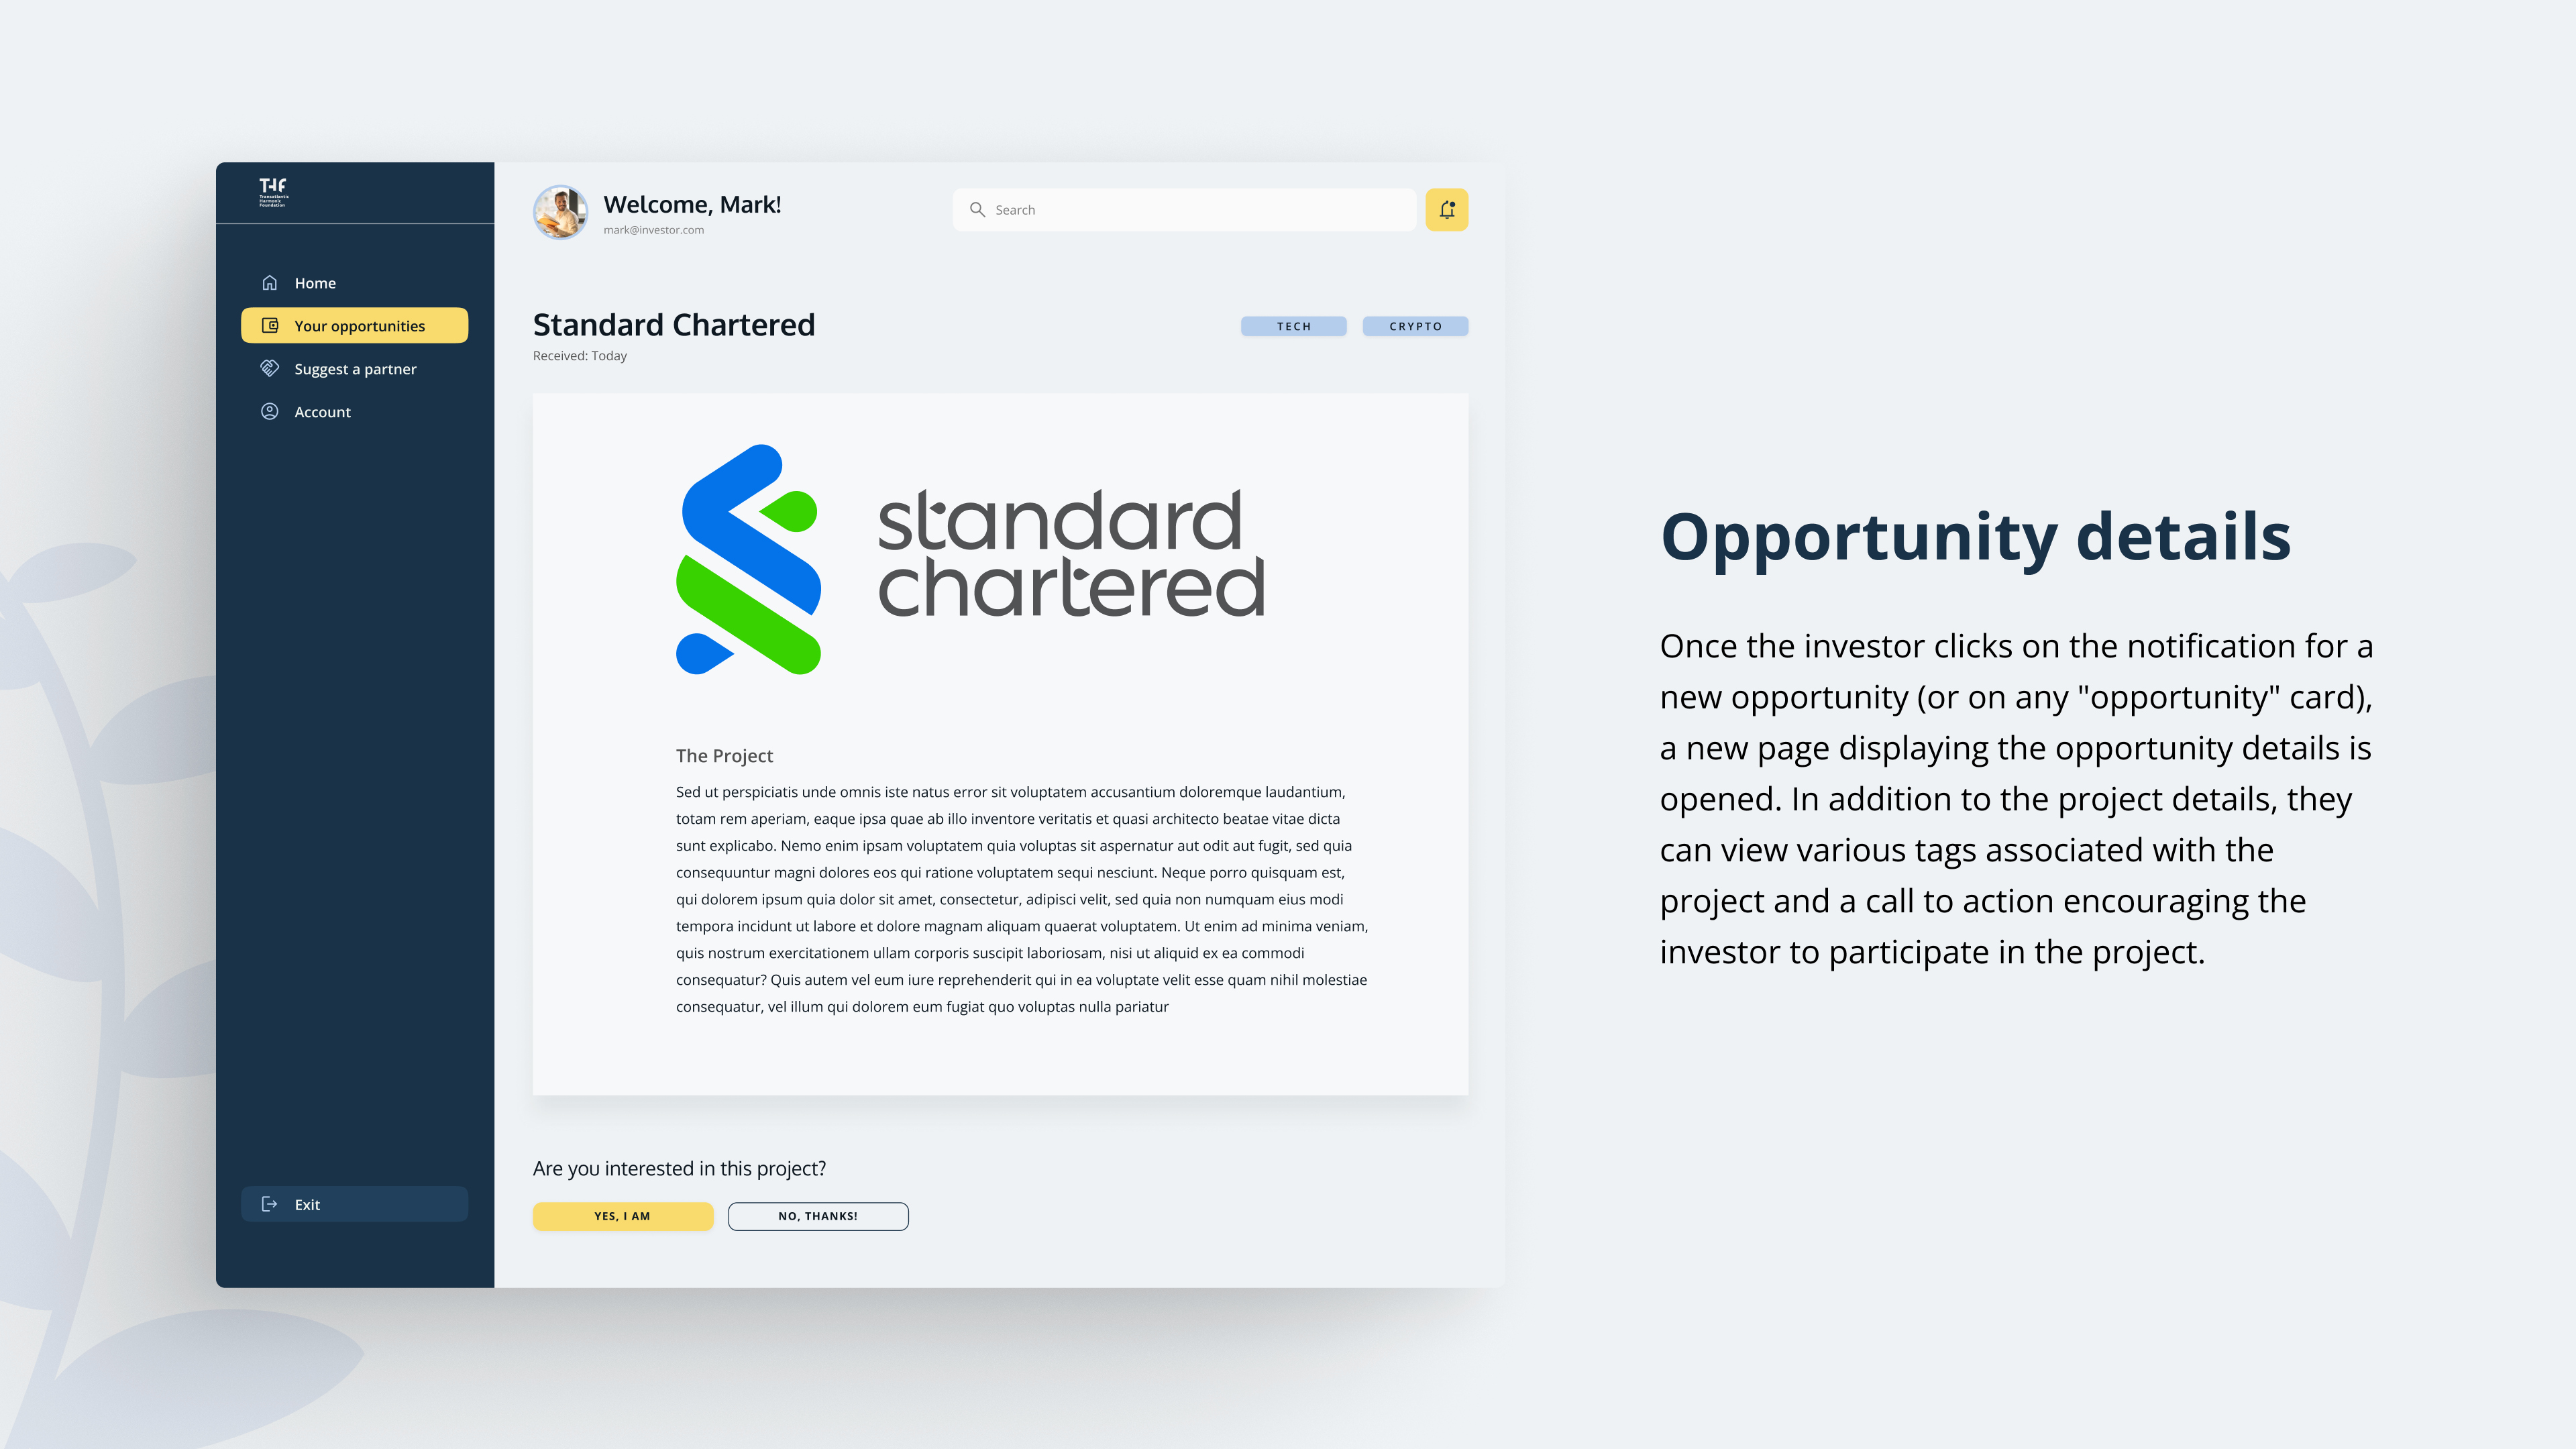 THF
Transatlantic
Harmonic
Foundation
Home
Your opportunities
Suggest a partner
Account
Exit
Welcome, Mark!
mark@investor.com
Search
Standard Chartered
Received: Today
TECH
CRYPTO
standard
chartered
The Project
Sed ut perspiciatis unde omnis iste natus error sit voluptatem accusantium doloremque laudantium,
totam rem aperiam, eaque ipsa quae ab illo inventore veritatis et quasi architecto beatae vitae dicta
sunt explicabo. Nemo enim ipsam voluptatem quia voluptas sit aspernatur aut odit aut fugit, sed quia
consequuntur magni dolores eos qui ratione voluptatem sequi nesciunt. Neque porro quisquam est,
qui dolorem ipsum quia dolor sit amet, consectetur, adipisci velit, sed quia non numquam eius modi
tempora incidunt ut labore et dolore magnam aliquam quaerat voluptatem. Ut enim ad minima veniam,
quis nostrum exercitationem ullam corporis suscipit laboriosam, nisi ut aliquid ex ea commodi
consequatur? Quis autem vel eum iure reprehenderit qui in ea voluptate velit esse quam nihil molestiae
consequatur, vel illum qui dolorem eum fugiat quo voluptas nulla pariatur
Are you interested in this project?
YES, I AM
NO, THANKS!
Opportunity details
Once the investor clicks on the notification for a
new opportunity (or on any "opportunity" card),
a new page displaying the opportunity details is
opened. In addition to the project details, they
can view various tags associated with the
project and a call to action encouraging the
investor to participate in the project.